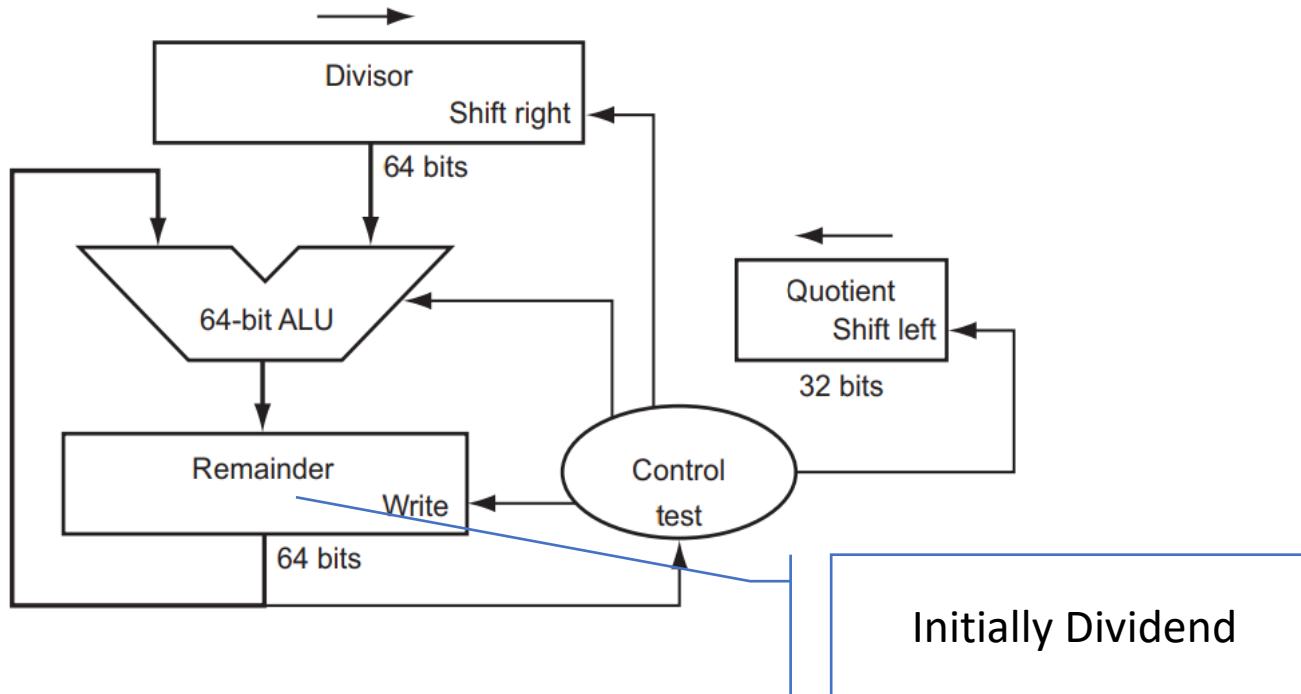 Divisor
Shift right
64 bits
64-bit ALU
Quotient
Shift left
32 bits
Remainder
Write
64 bits
Control
test
Initially Dividend